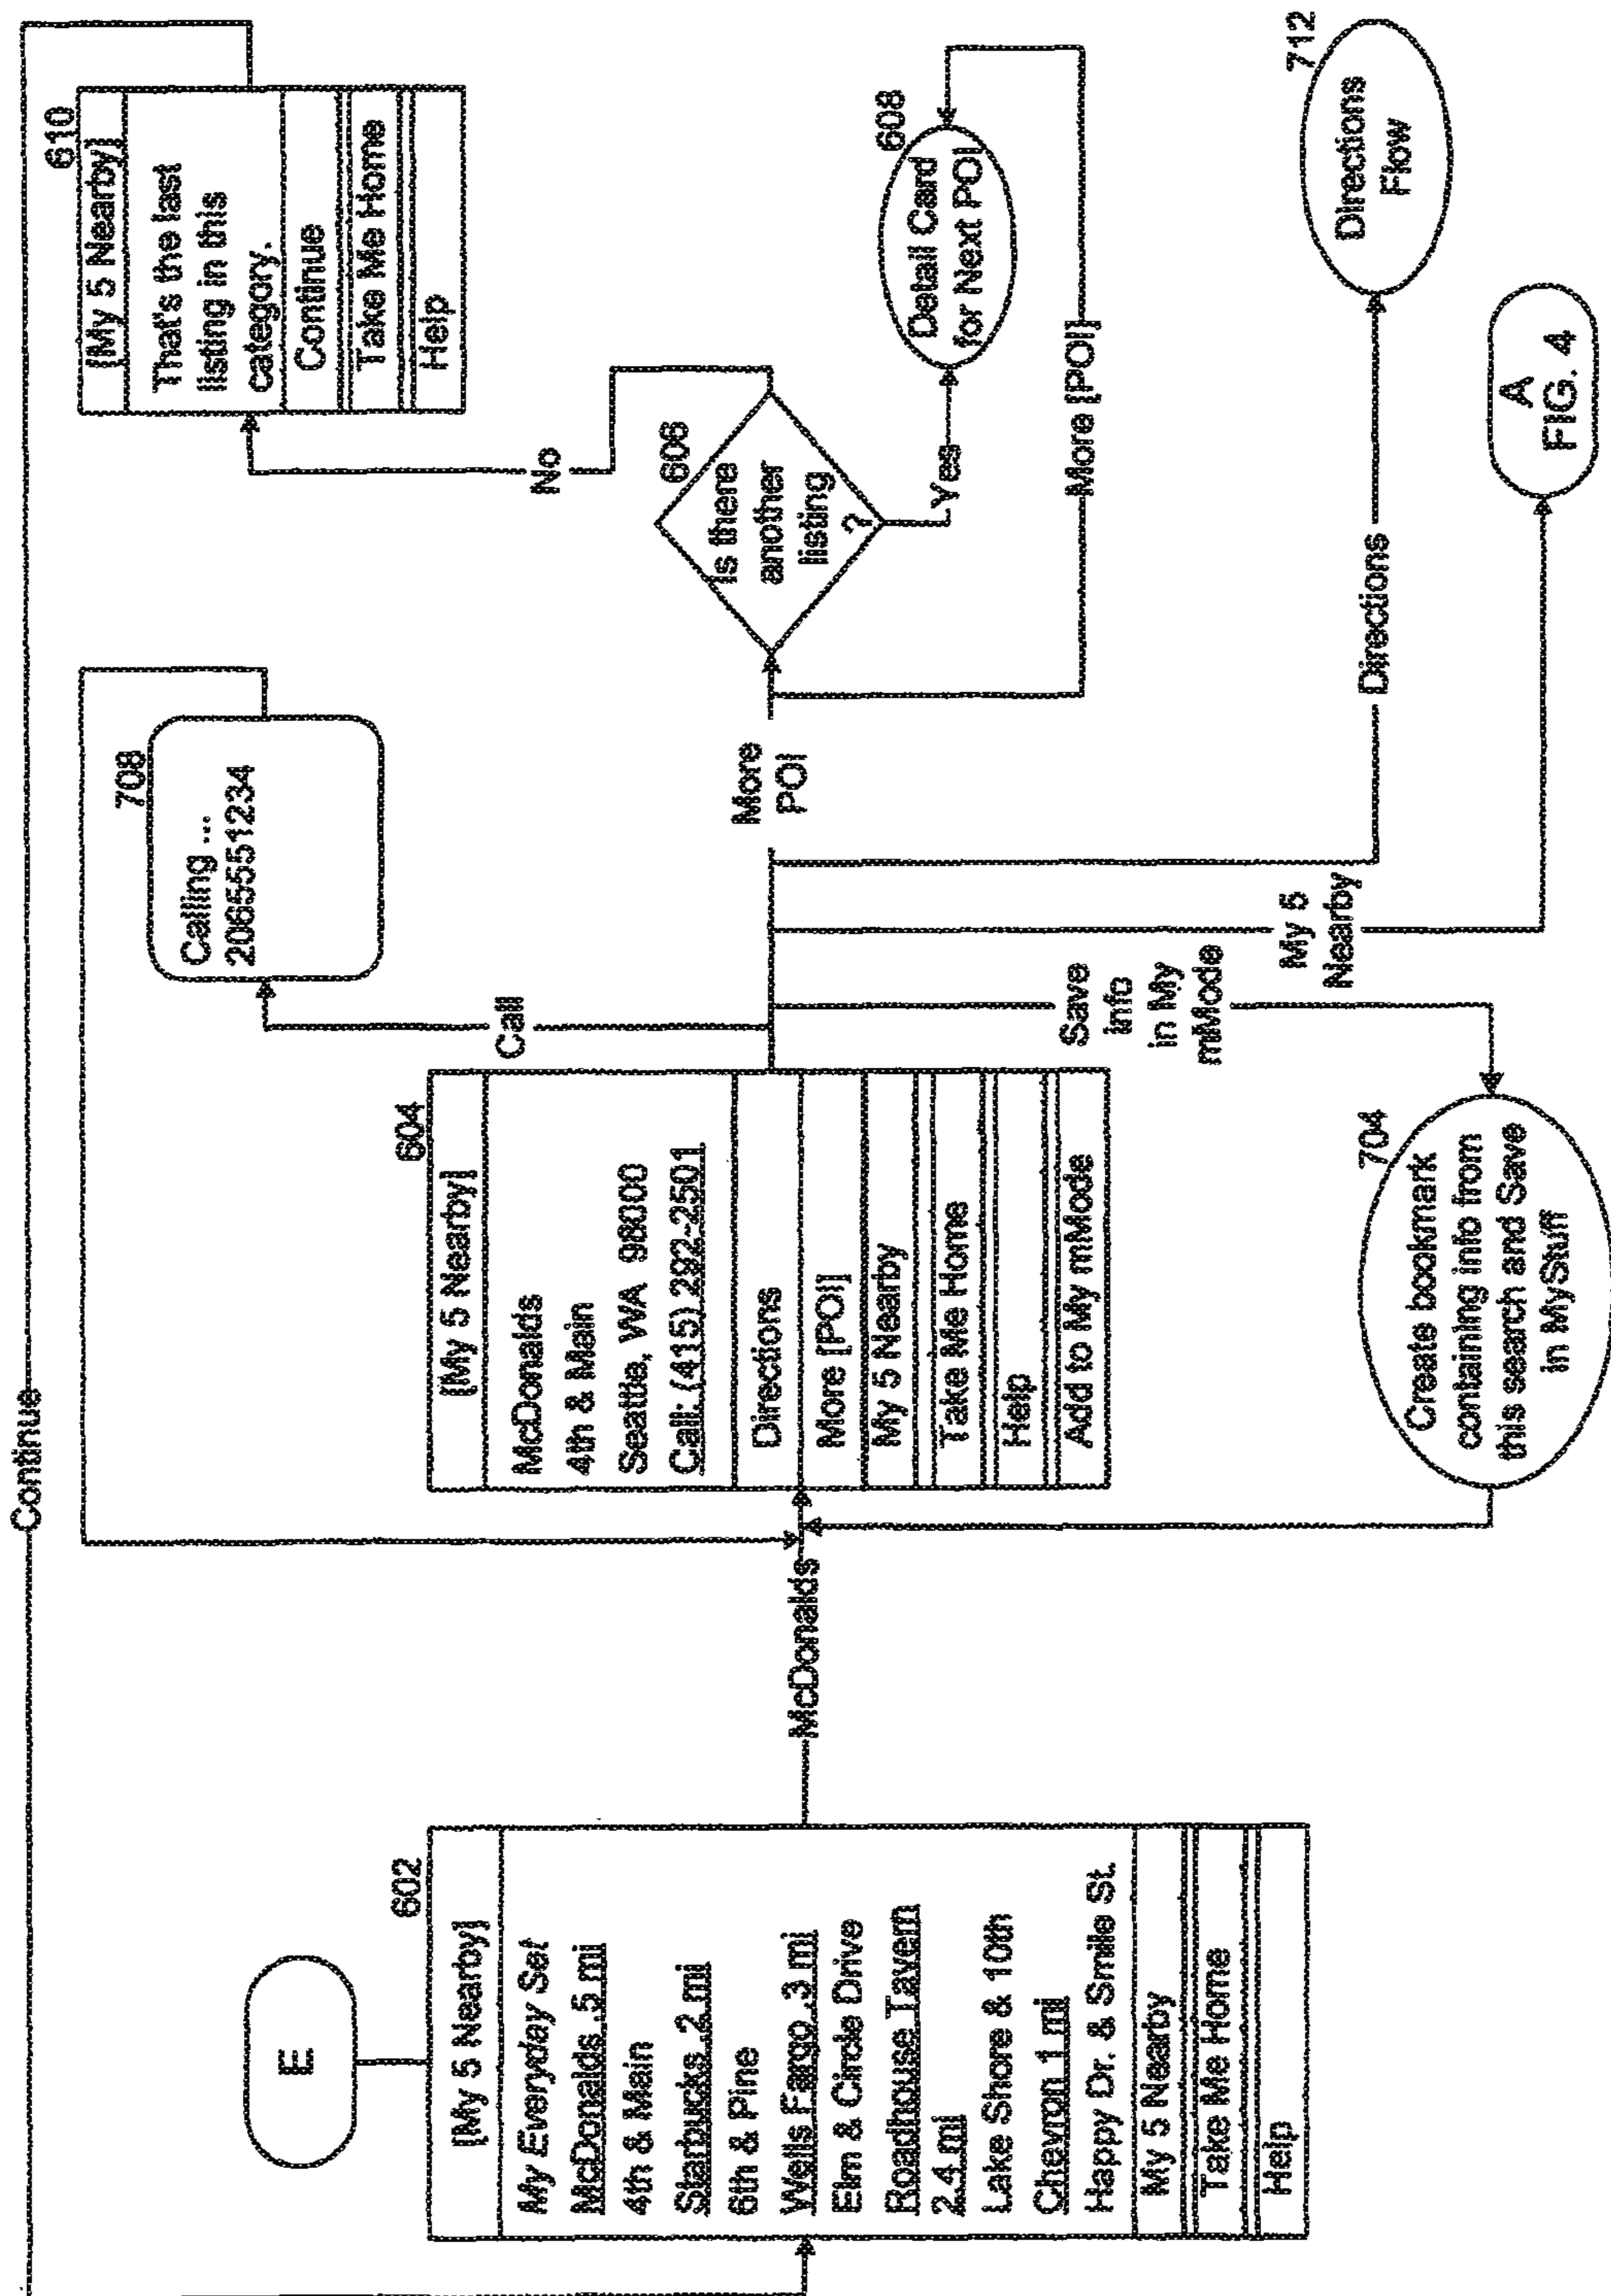 Continue
E
602
[My 5 Nearby]
My Everyday Set
McDonalds .5 mi
4th & Main
Starbucks .2 mi
6th & Pine
Wells Fargo .3 mi
Elm & Circle Drive
Roadhouse Tavern
2.4 mi
Lake Shore & 10th
Chevron 1 mi
Happy Dr. & Smile St.
My 5 Nearby
Take Me Home
Help
McDonalds
604
[My 5 Nearby]
McDonalds
4th & Main
Seattle, WA 98000
Call: (415) 292-2501
Directions
More [POI]
My 5 Nearby
Take Me Home
Help
Add to My mMode
704
Create bookmark
containing info from
this search and Save
in MyStuff
Call
Save
info
in My
mMode
My 5
Nearby
708
Calling ...
2065551234
More
POI
Directions
606
Is there
another
listing
?
No
Yes
More [POI]
610
[My 5 Nearby]
That's the last
listing in this
category.
Continue
Take Me Home
Help
608
Detail Card
for Next POI
712
Directions
Flow
A
FIG. 4